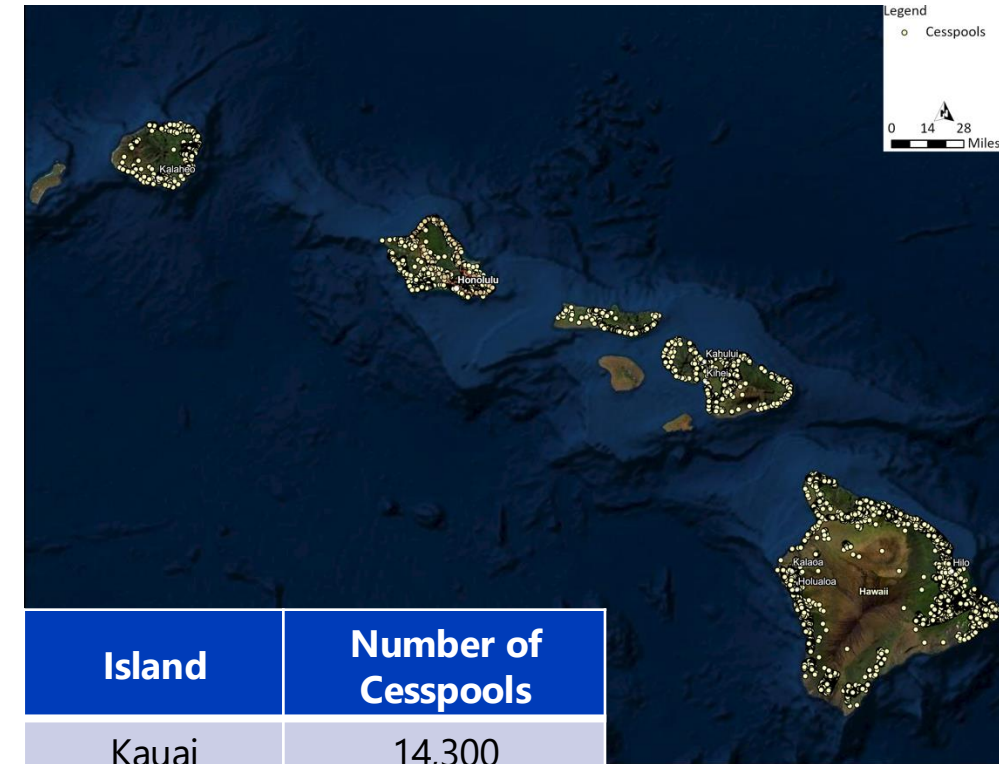 Legend
Cesspools
N
0 14 28
Miles
Kalaheo
Honolulu
Kahului
Kihei
Kalaoa
Hilo
Holualoa
Hawaii
Island
Number of
Cesspools
Kauai
14,300